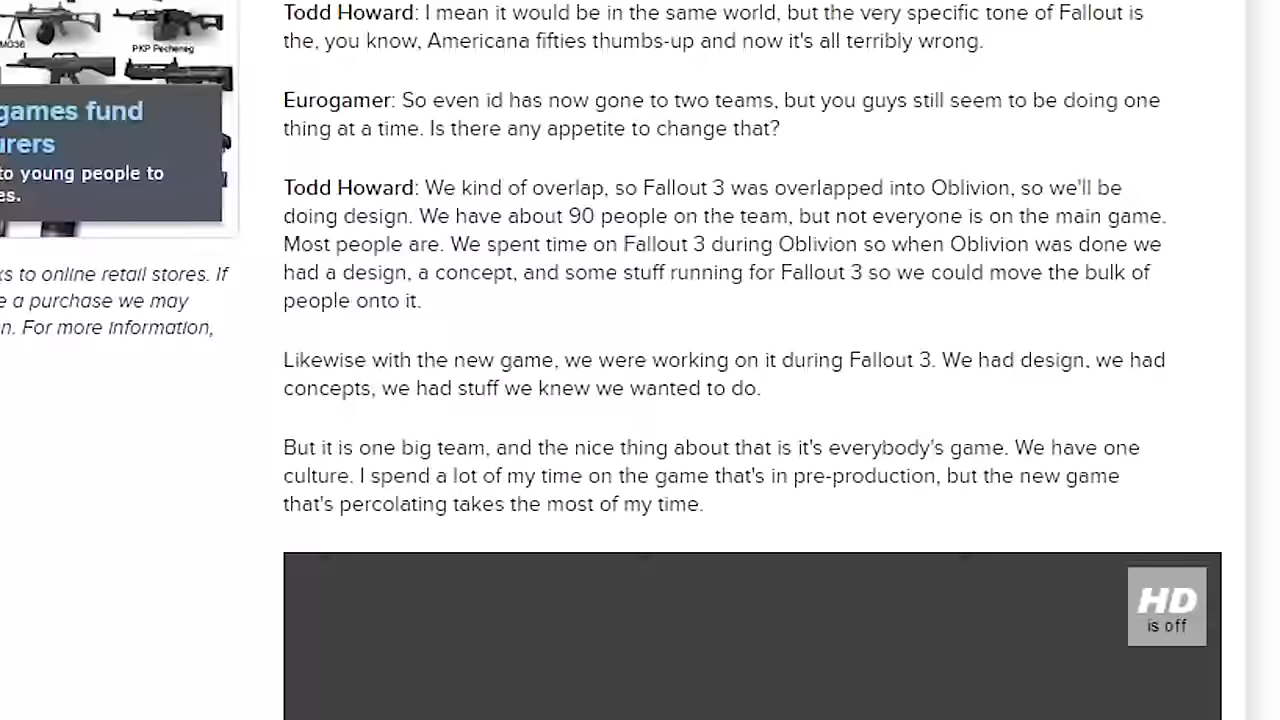 MG36
PKP Pecheneg
games fund
urers
to young people to
es.
ks to online retail stores. If
e a purchase we may
n. For more information,
Todd Howard: I mean it would be in the same world, but the very specific tone of Fallout is
the, you know, Americana fifties thumbs-up and now it's all terribly wrong.
Eurogamer: So even id has now gone to two teams, but you guys still seem to be doing one
thing at a time. Is there any appetite to change that?
Todd Howard: We kind of overlap, so Fallout 3 was overlapped into Oblivion, so we'll be
doing design. We have about 90 people on the team, but not everyone is on the main game.
Most people are. We spent time on Fallout 3 during Oblivion so when Oblivion was done we
had a design, a concept, and some stuff running for Fallout 3 so we could move the bulk of
people onto it.
Likewise with the new game, we were working on it during Fallout 3. We had design, we had
concepts, we had stuff we knew we wanted to do.
But it is one big team, and the nice thing about that is it's everybody's game. We have one
culture. I spend a lot of my time on the game that's in pre-production, but the new game
that's percolating takes the most of my time.
HD
is off